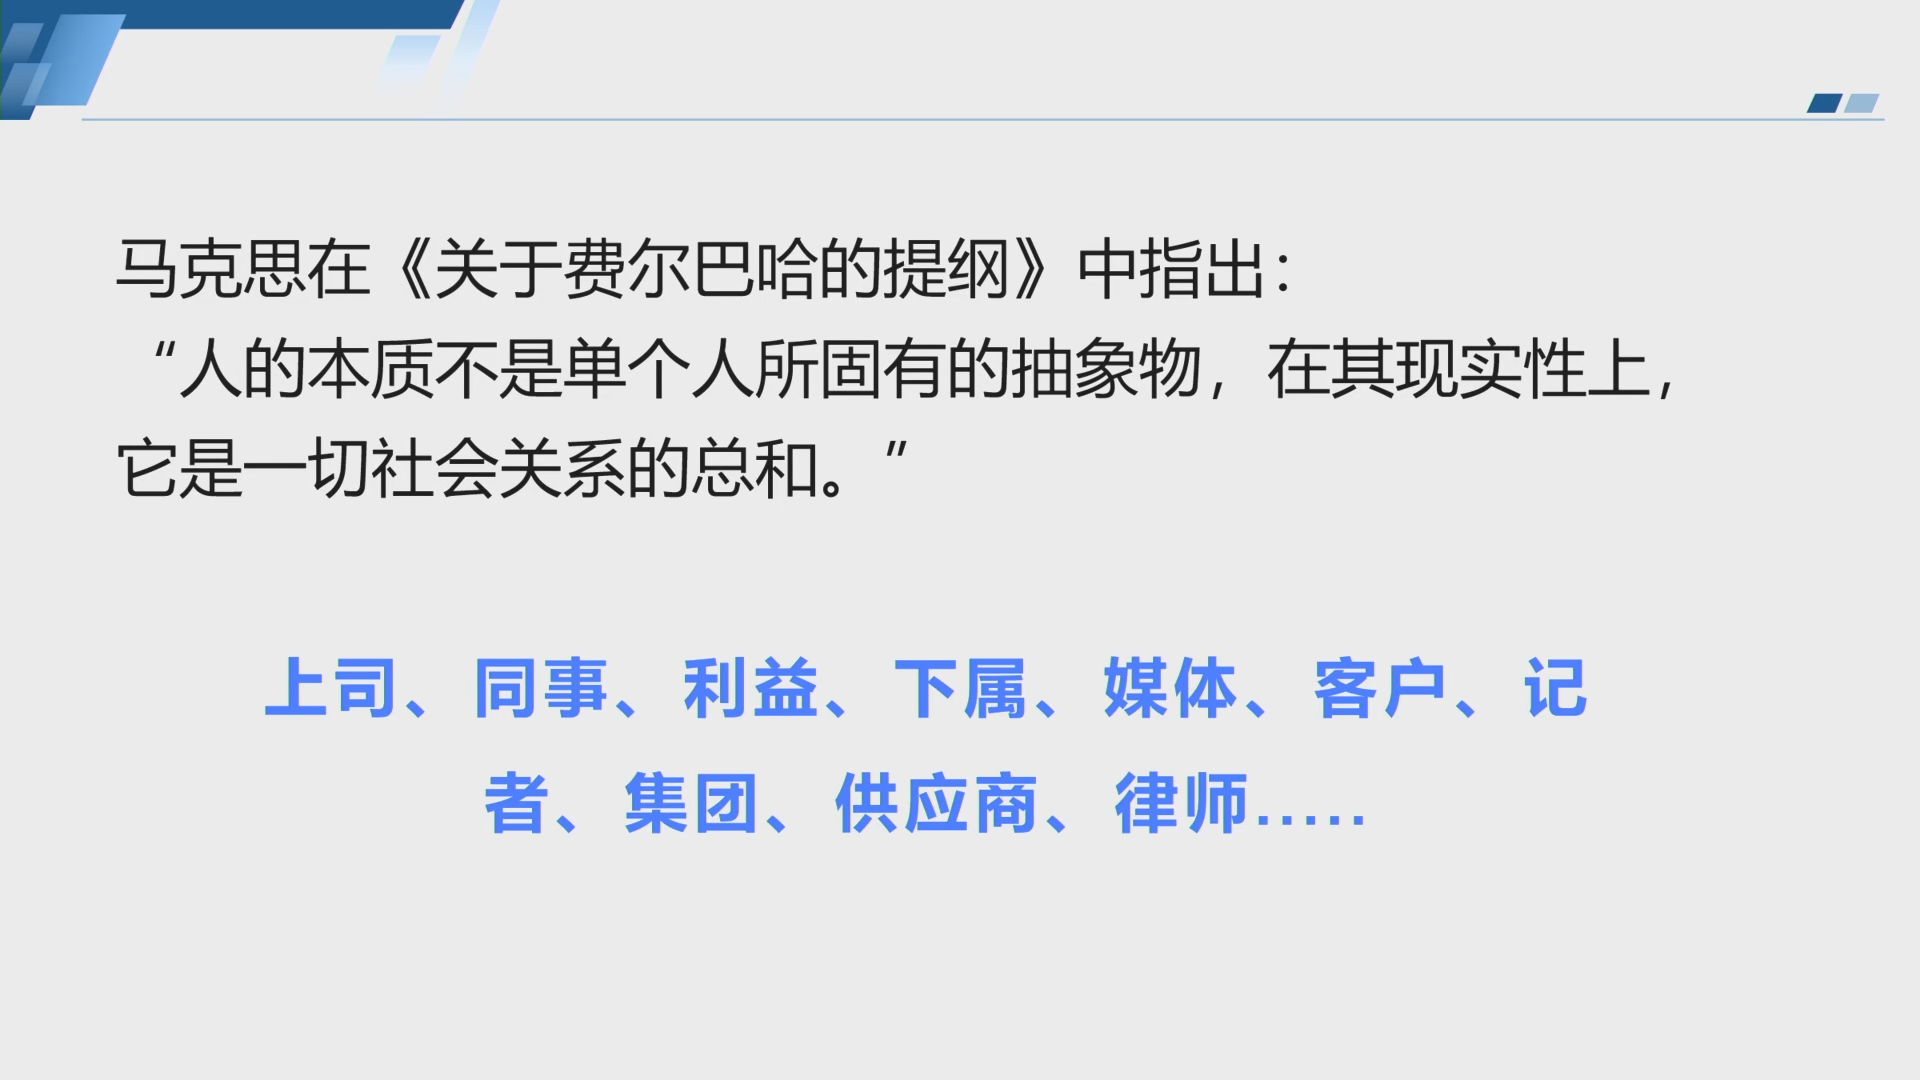 马克思在《关于费尔巴哈的提纲》中指出：
“人的本质不是单个人所固有的抽象物，在其现实性上，
它是一切社会关系的总和。”
上司、同事、利益、下属、媒体、客户、记
者、集团、供应商、律师.....